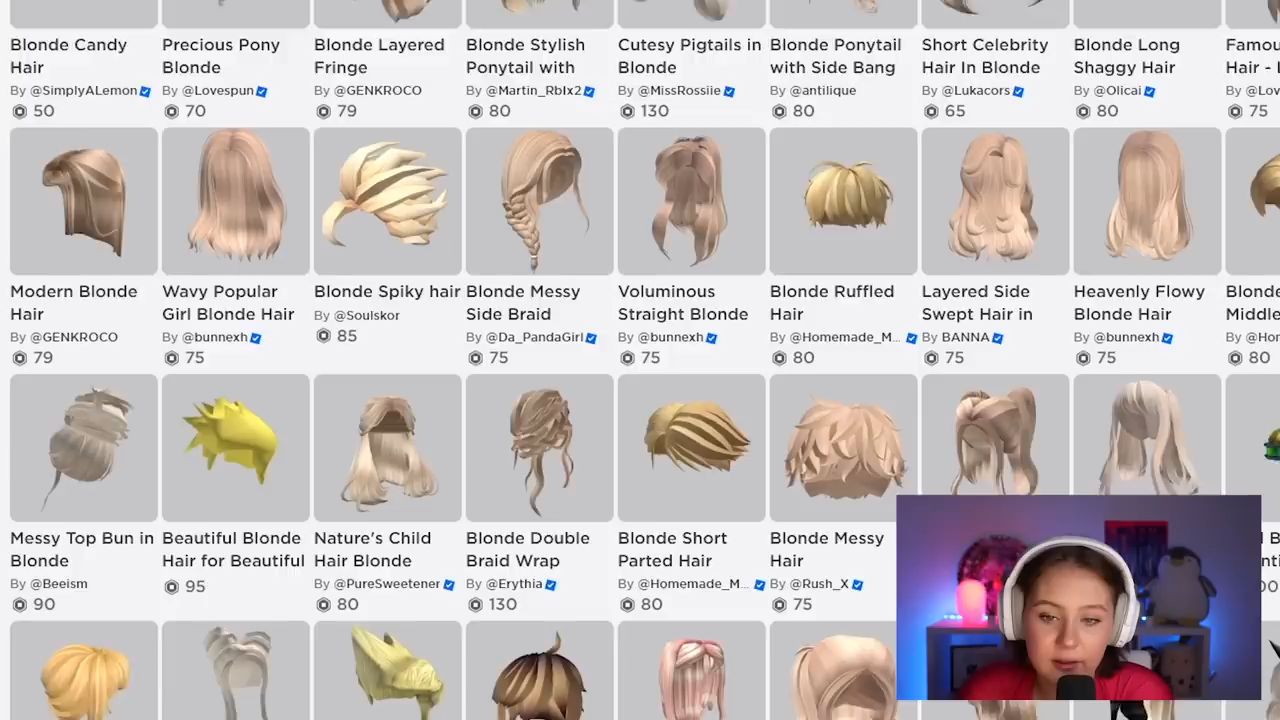 Blonde Candy
Hair
By @SimplyALemon
50
Precious Pony
Blonde
By @Lovespun
70
Blonde Layered
Fringe
By @GENKROCO
79
Blonde Stylish
Ponytail with
By @Martin_Rblx2
80
Cutesy Pigtails in
Blonde
By @MissRossiie
130
Blonde Ponytail
with Side Bang
By @antilique
80
Short Celebrity
Hair In Blonde
By @Lukacors
65
Blonde Long
Shaggy Hair
By @Olicai
80
Hair -
75
Modern Blonde
Hair
By @GENKROCO
79
Wavy Popular
Girl Blonde Hair
By @bunnexh
75
Blonde Spiky hair
By @Soulskor
85
Blonde Messy
Side Braid
By @Da_PandaGirl
75
Voluminous
Straight Blonde
By @bunnexh
75
Blonde Ruffled
Hair
By @Homemade_M...
80
Layered Side
Swept Hair in
By BANNA
75
Heavenly Flowy
Blonde Hair
By @bunnexh
75
80
Messy Top Bun in
Blonde
By @Beeism
90
Beautiful Blonde
Hair for Beautiful
95
Nature's Child
Hair Blonde
By @PureSweetener
80
Blonde Double
Braid Wrap
By @Erythia
130
Blonde Short
Parted Hair
By @Homemade_M...
80
Blonde Messy
Hair
By @Rush_X
75